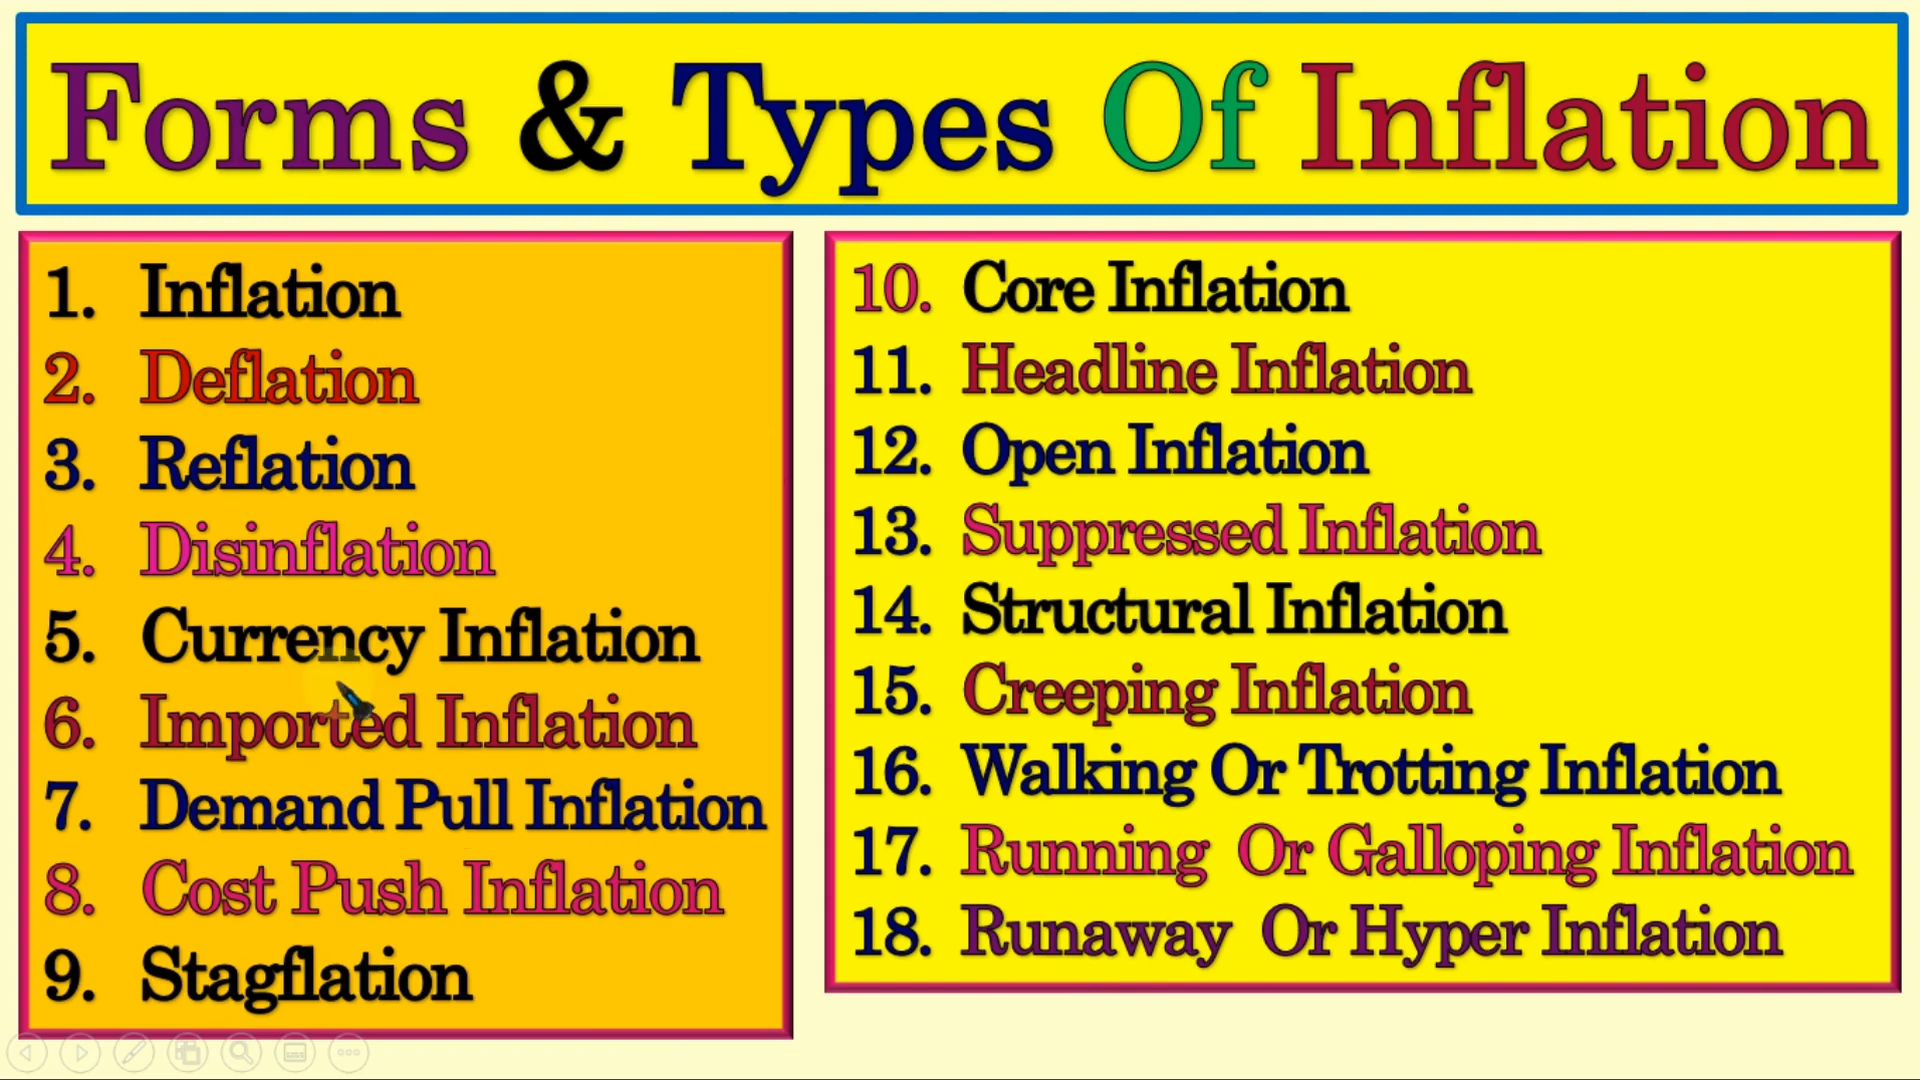 Forms & Types Of Inflation
1. Inflation
2. Deflation
3. Reflation
4. Disinflation
5. Currency Inflation
6. Imported Inflation
7. Demand Pull Inflation
8. Cost Push Inflation
9. Stagflation
10. Core Inflation
11. Headline Inflation
12. Open Inflation
13. Suppressed Inflation
14. Structural Inflation
15. Creeping Inflation
16. Walking Or Trotting Inflation
17. Running Or Galloping Inflation
18. Runaway Or Hyper Inflation